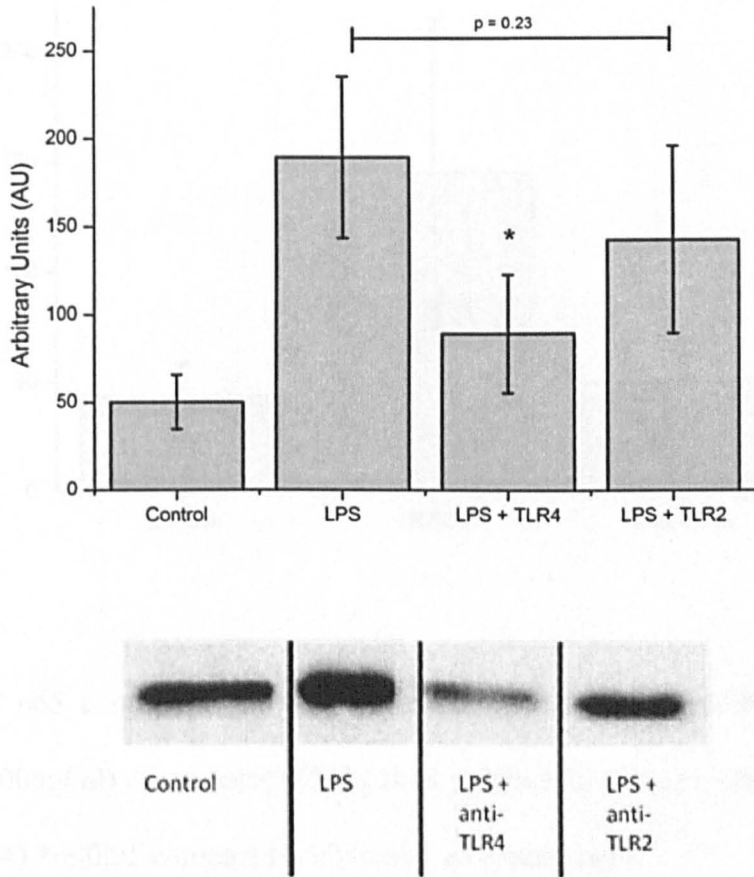 p = 0.23
250
200
150
100
50
0
Arbitrary Units (AU)
*
Control LPS LPS + TLR4 LPS + TLR2
Control LPS LPS + anti-TLR4 LPS + anti-TLR2